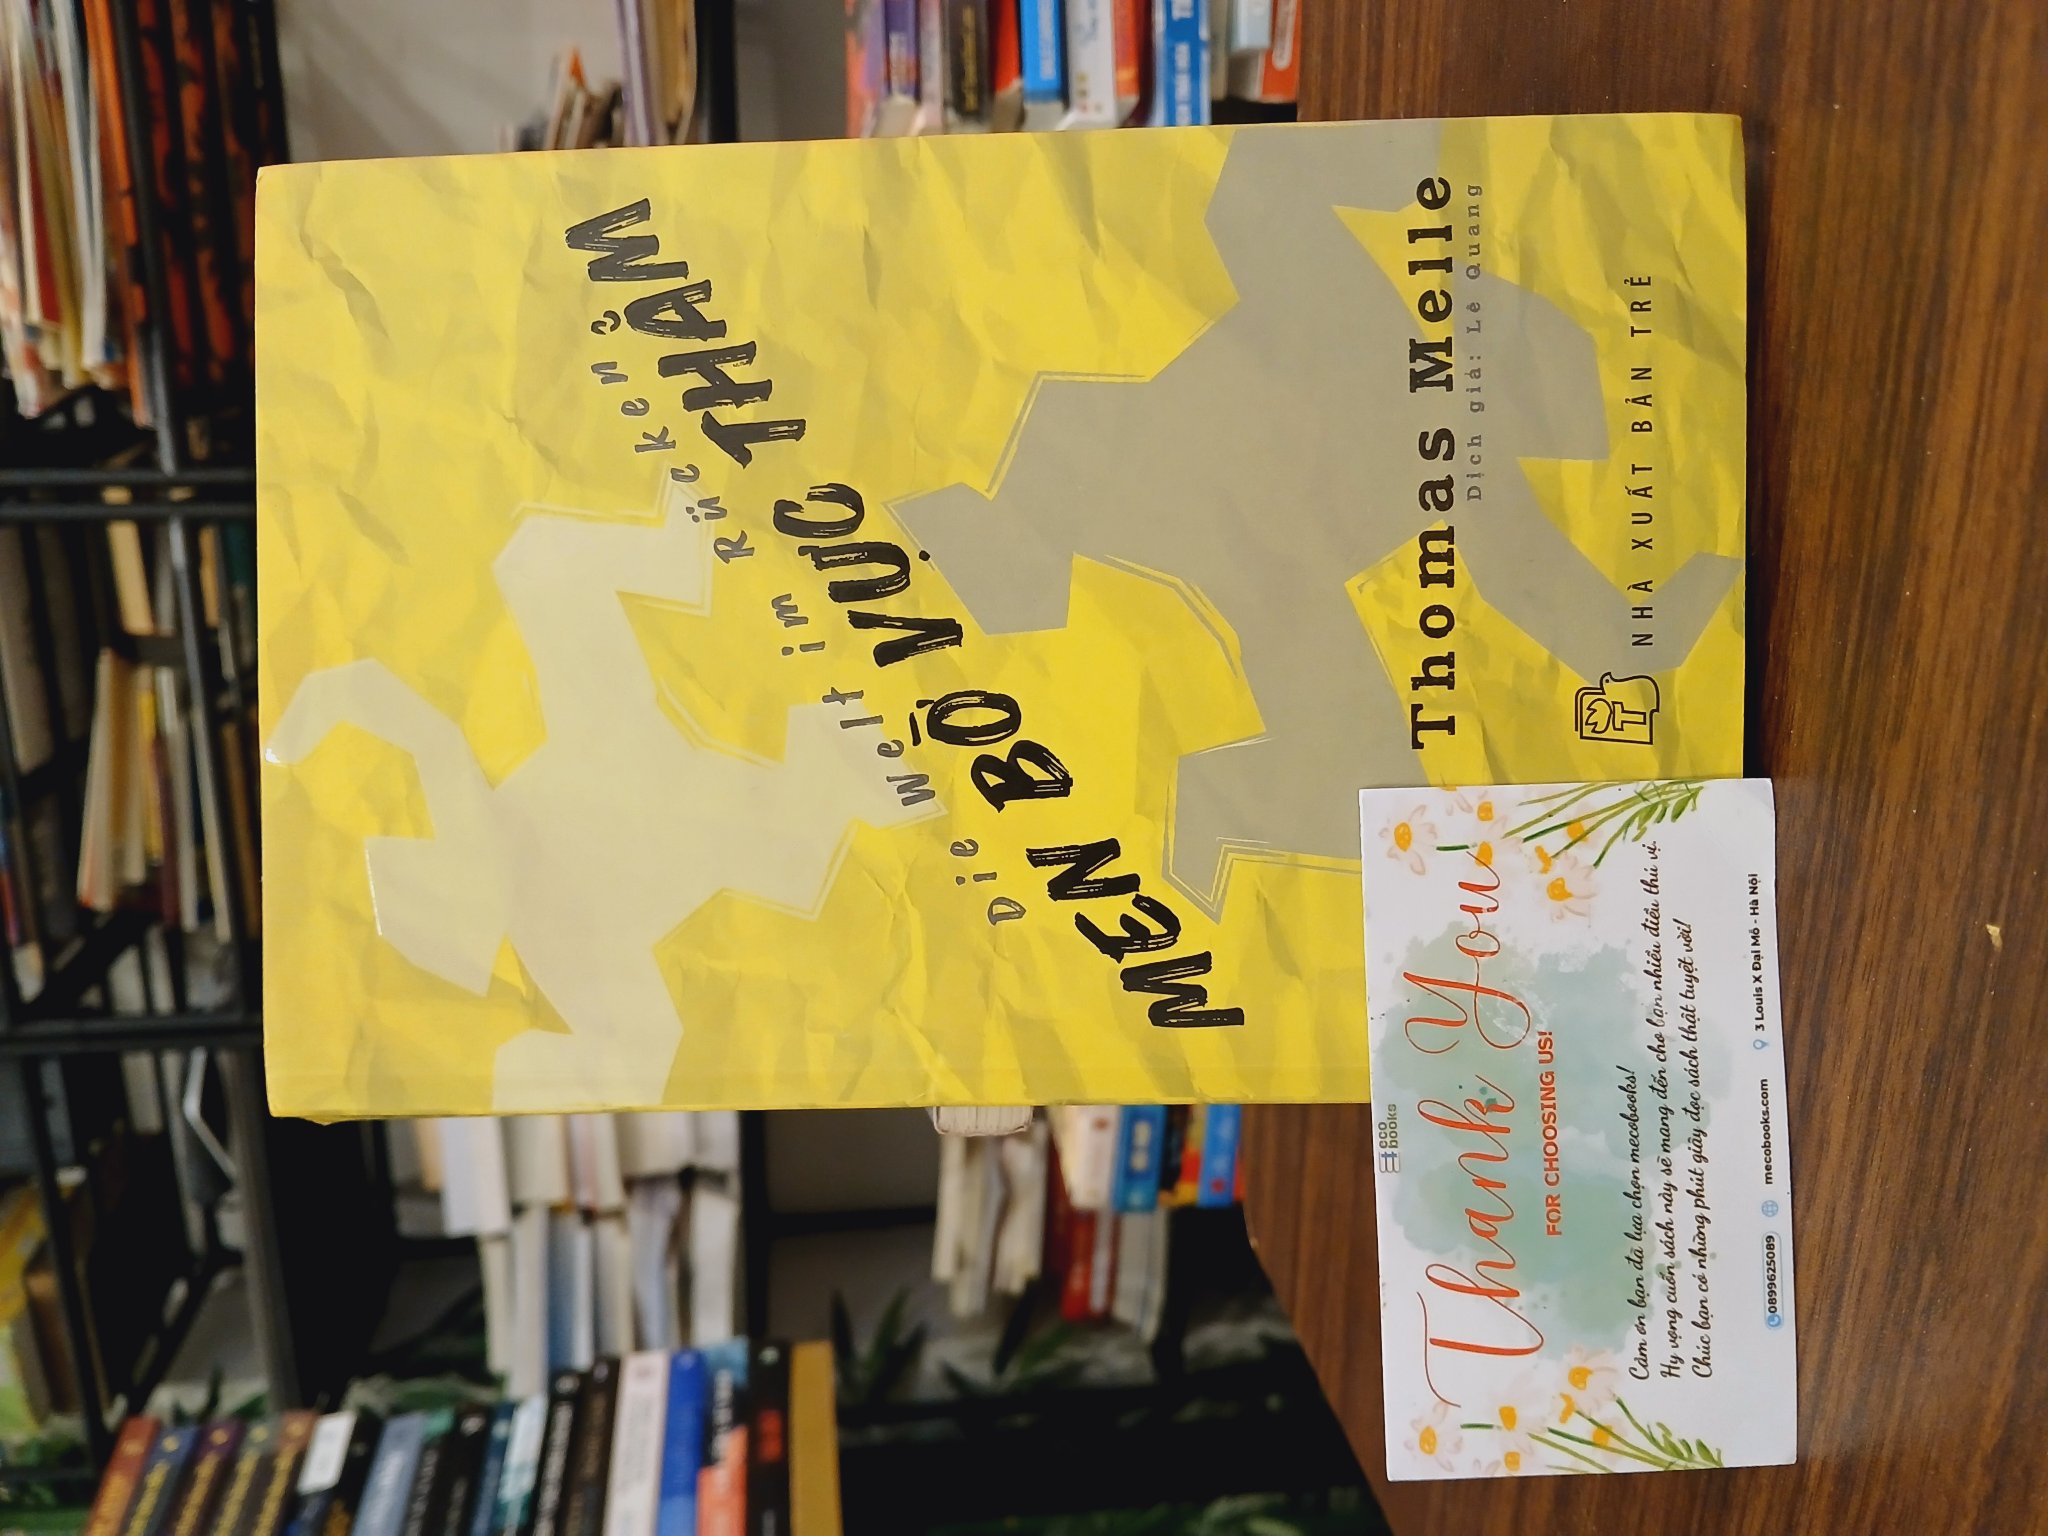 Die Welt im Rücken
MEN BỜ VỰC THẲM
Thomas Melle
Dịch giả: Lê Quang
NHÀ XUẤT BẢN TRẺ
eco
books
Thank You
FOR CHOOSING US!
Cảm ơn bạn đã lựa chọn mecobooks!
Hy vọng cuốn sách này sẽ mang đến cho bạn nhiều điều thú vị.
Chúc bạn có những phút giây đọc sách thật tuyệt vời!
0899625089 mecobooks.com 3 Louis X Đại Mỗ - Hà Nội